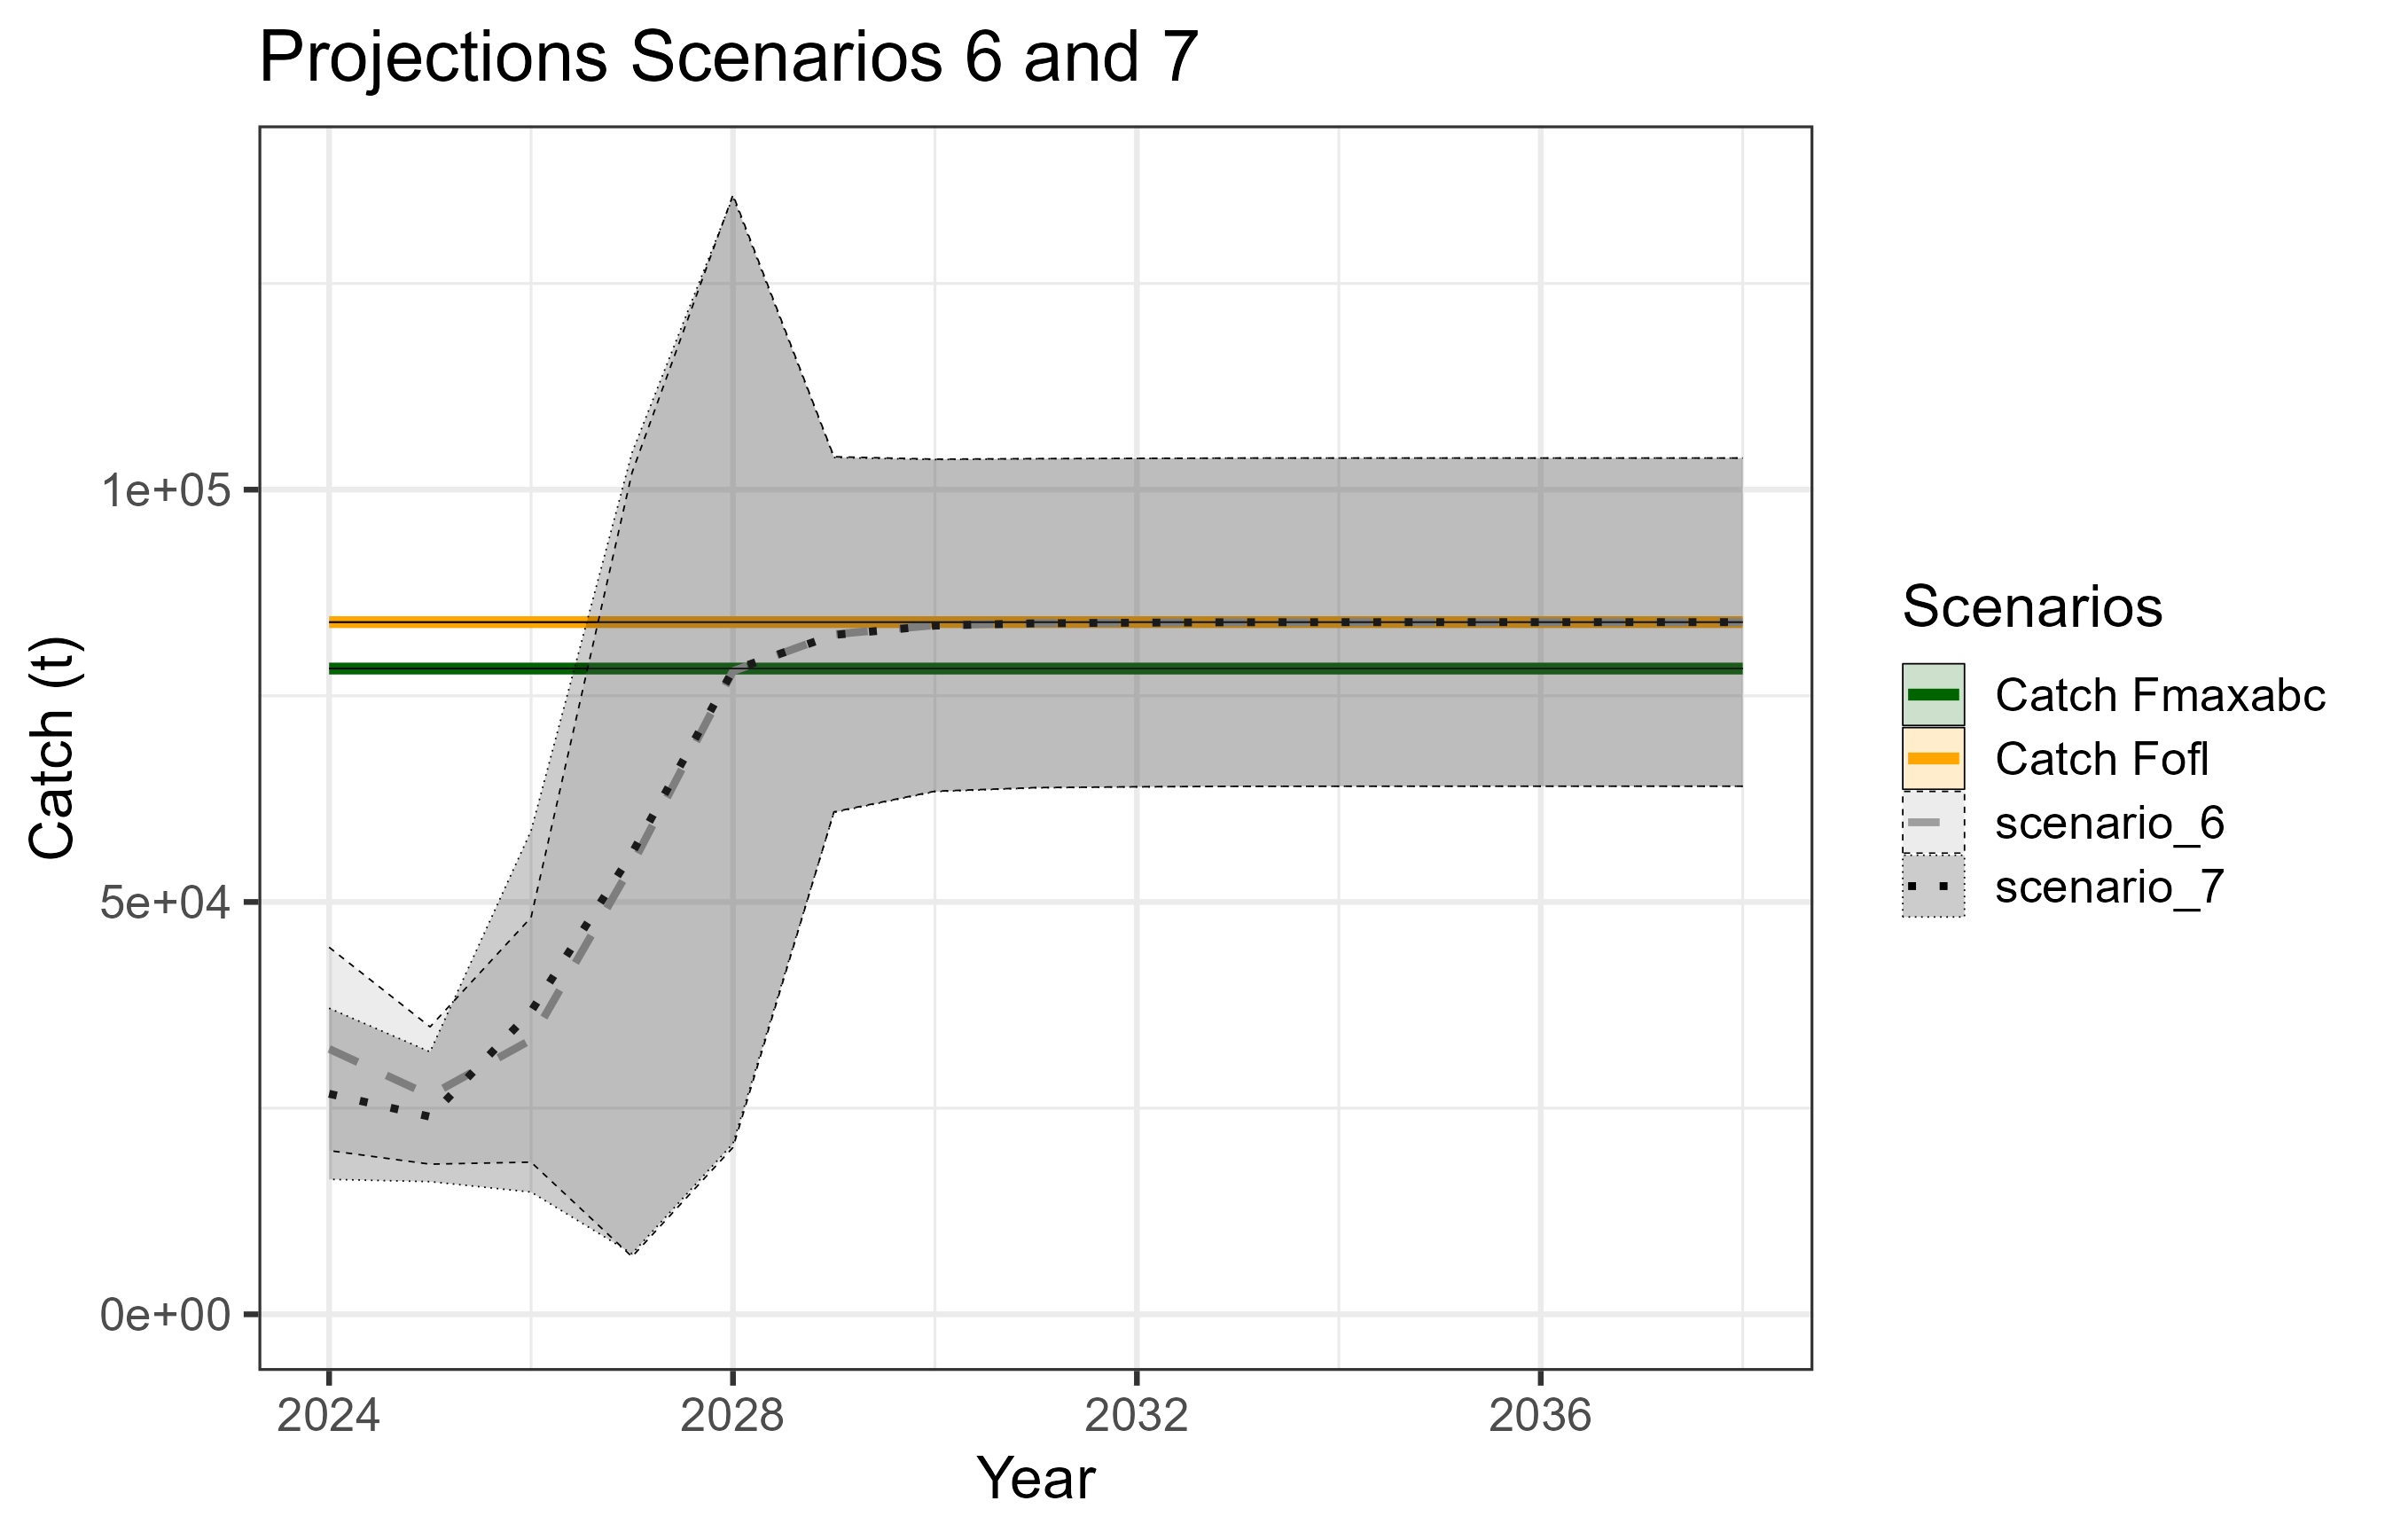 Projections Scenarios 6 and 7
Catch (t)
1e+05
5e+04
0e+00
2024 2028 2032 2036
Year
Scenarios
Catch Fmaxabc
Catch Fofl
scenario_6
scenario_7